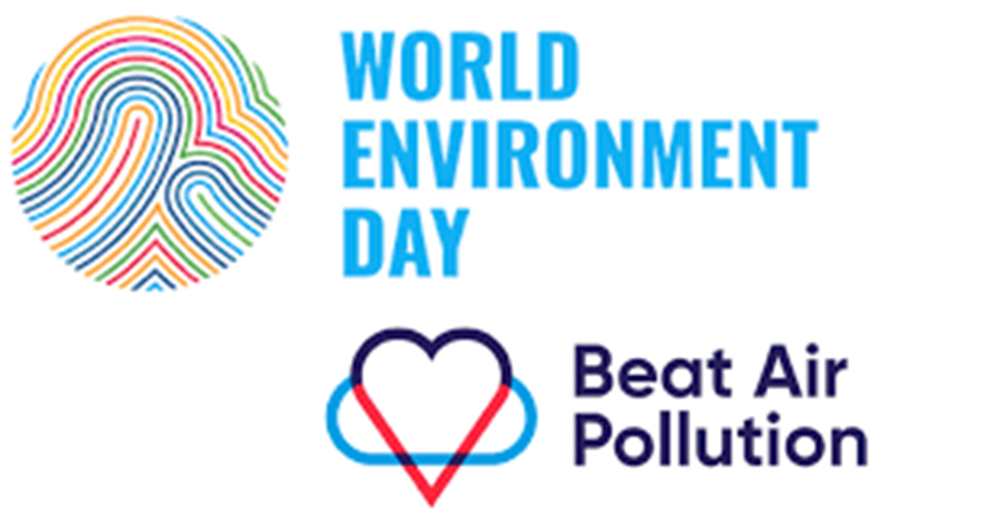 WORLD
ENVIRONMENT
DAY
Beat Air
Pollution